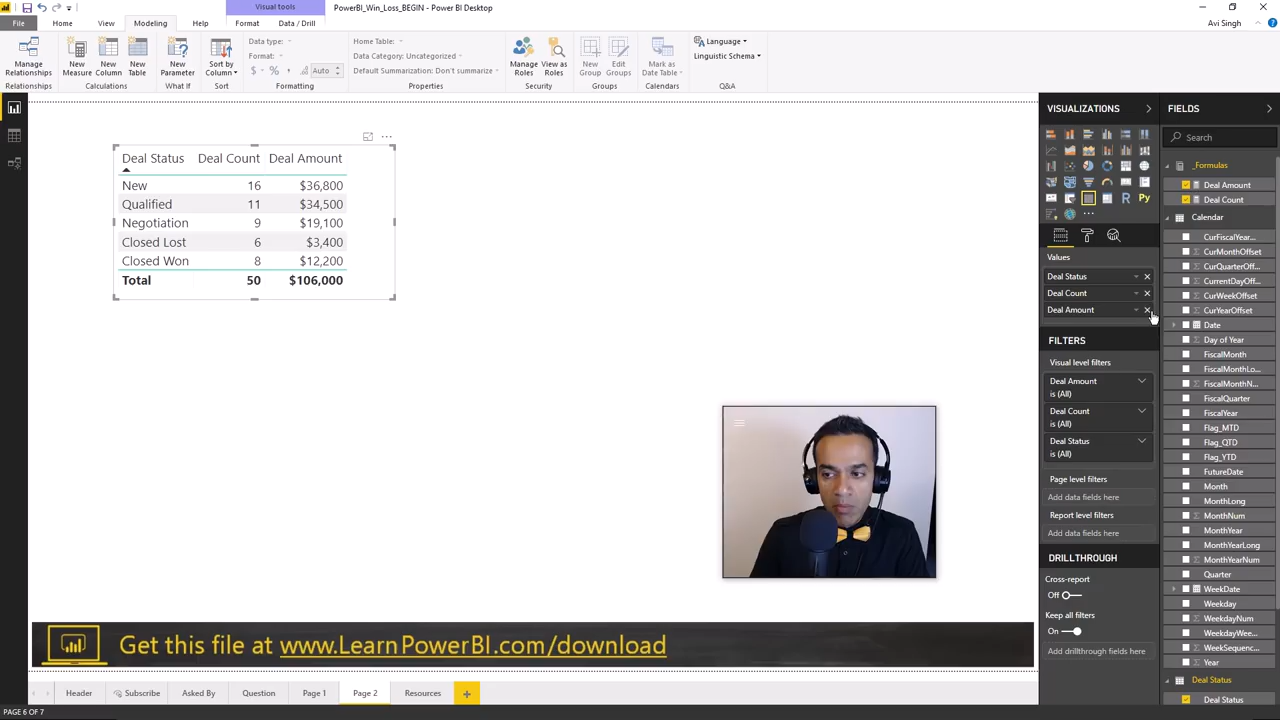 Visual tools
PowerBI_Win_Loss_BEGIN - Power BI Desktop
File
Home
View
Modeling
Help
Format
Data / Drill
Avi Singh
Manage Relationships
Relationships
New Measure
New Column
New Table
Calculations
New Parameter
What If
Sort by Column
Sort
Data type:
Format:
$ % , Auto
Formatting
Home Table:
Data Category: Uncategorized
Default Summarization: Don't summarize
Properties
Manage Roles
View as Roles
Security
New Group
Edit Groups
Groups
Mark as Date Table
Calendars
Language
Linguistic Schema
Q&A
Deal Status Deal Count Deal Amount
New 16 $36,800
Qualified 11 $34,500
Negotiation 9 $19,100
Closed Lost 6 $3,400
Closed Won 8 $12,200
Total 50 $106,000
Get this file at www.LearnPowerBI.com/download
Header
Subscribe
Asked By
Question
Page 1
Page 2
Resources
PAGE 6 OF 7
VISUALIZATIONS
R
Py
Values
Deal Status
Deal Count
Deal Amount
FILTERS
Visual level filters
Deal Amount
is (All)
Deal Count
is (All)
Deal Status
is (All)
Page level filters
Add data fields here
Report level filters
Add data fields here
DRILLTHROUGH
Cross-report
Off
Keep all filters
On
Add drillthrough fields here
FIELDS
Search
_Formulas
Deal Amount
Deal Count
Calendar
CurFiscalYear...
CurMonthOffset
CurQuarterOff...
CurrentDayOff...
CurWeekOffset
CurYearOffset
Date
Day of Year
FiscalMonth
FiscalMonthLo...
FiscalMonthN...
FiscalQuarter
FiscalYear
Flag_MTD
Flag_QTD
Flag_YTD
FutureDate
Month
MonthLong
MonthNum
MonthYear
MonthYearLong
MonthYearNum
Quarter
WeekDate
Weekday
WeekdayNum
WeekdayWee...
WeekSequenc...
Year
Deal Status
Deal Status